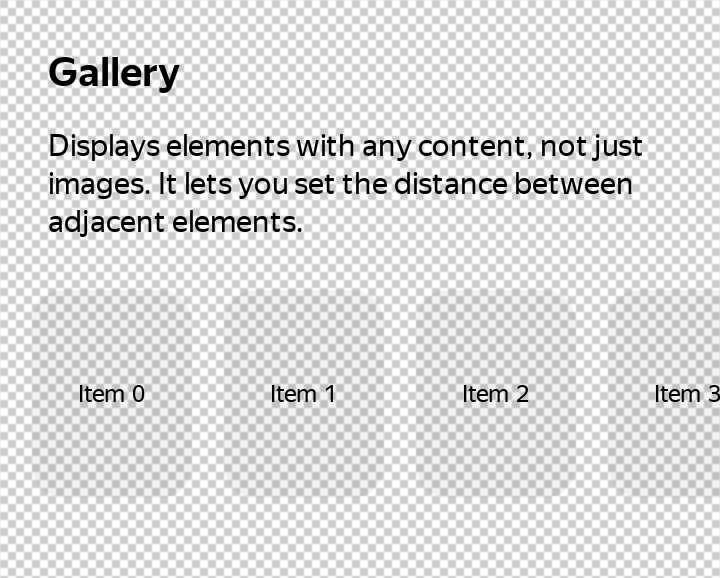 Gallery
Displays elements with any content, not just
images. It lets you set the distance between
adjacent elements.
Item 0
Item 1
Item 2
Item 3